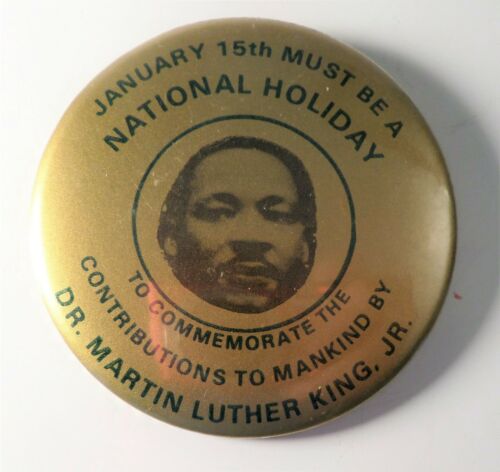 JANUARY 15th MUST BE A
NATIONAL HOLIDAY
TO COMMEMORATE THE
CONTRIBUTIONS TO MANKIND BY
DR. MARTIN LUTHER KING, JR.